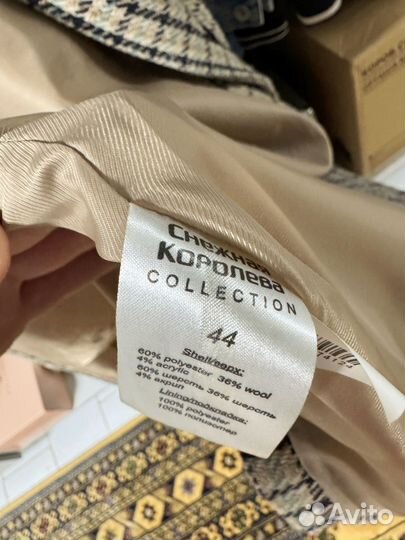 Снежная
Королева
COLLECTION
44
Shell/верх:
60% polyester 36% wool
4% acrylic
60% шерсть 36% шерсть
4% акрил
Lining/подкладка:
100% polyester
100% полиэстер
Avito